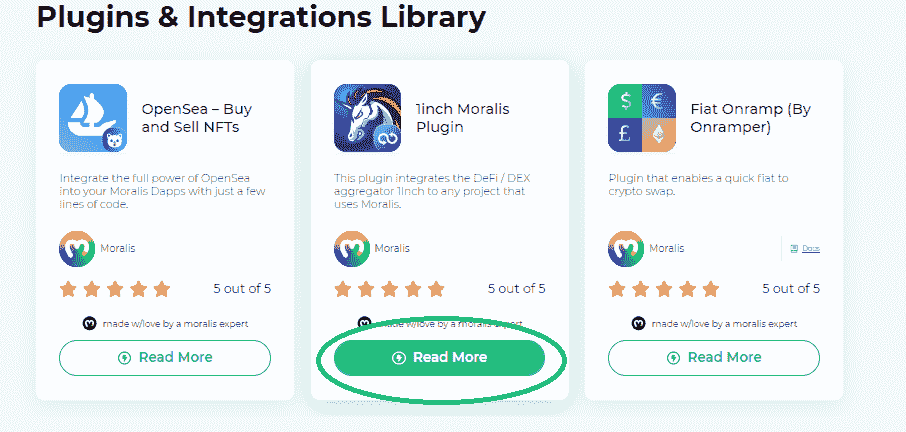 Plugins & Integrations Library
OpenSea – Buy
and Sell NFTs
Integrate the full power of OpenSea
into your Moralis Dapps with just a few
lines of code.
Moralis
5 out of 5
made w/love by a moralis expert
Read More
1inch Moralis
Plugin
This plugin integrates the DeFi / DEX
aggregator 1Inch to any project that
uses Moralis.
Moralis
5 out of 5
made w/love by a moralis expert
Read More
Fiat Onramp (By
Onramper)
Plugin that enables a quick fiat to
crypto swap.
Moralis
Docs
5 out of 5
made w/love by a moralis expert
Read More